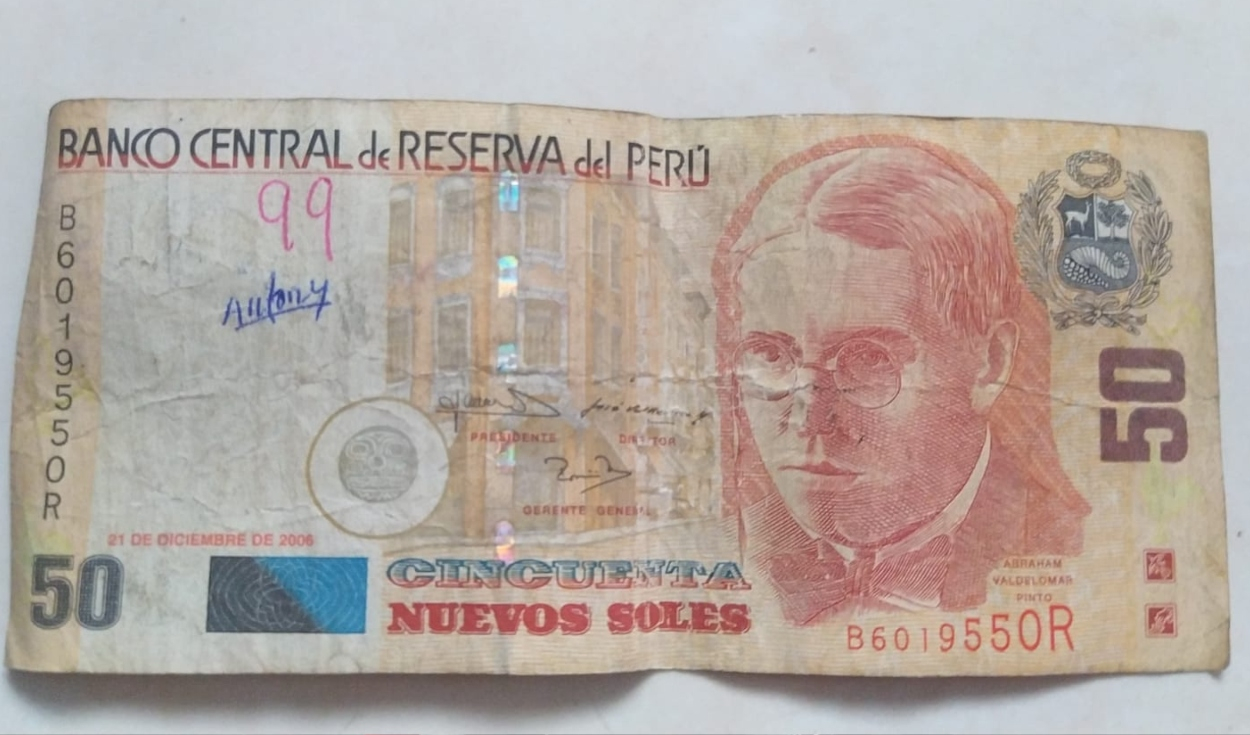 BANCO CENTRAL de RESERVA del PERÚ
99
Antony
B6019550R
PRESIDENTE DIRECTOR
GERENTE GENERAL
21 DE DICIEMBRE DE 2006
50
CINCUENTA
NUEVOS SOLES
50
ABRAHAM
VALDELOMAR
PINTO
B6019550R